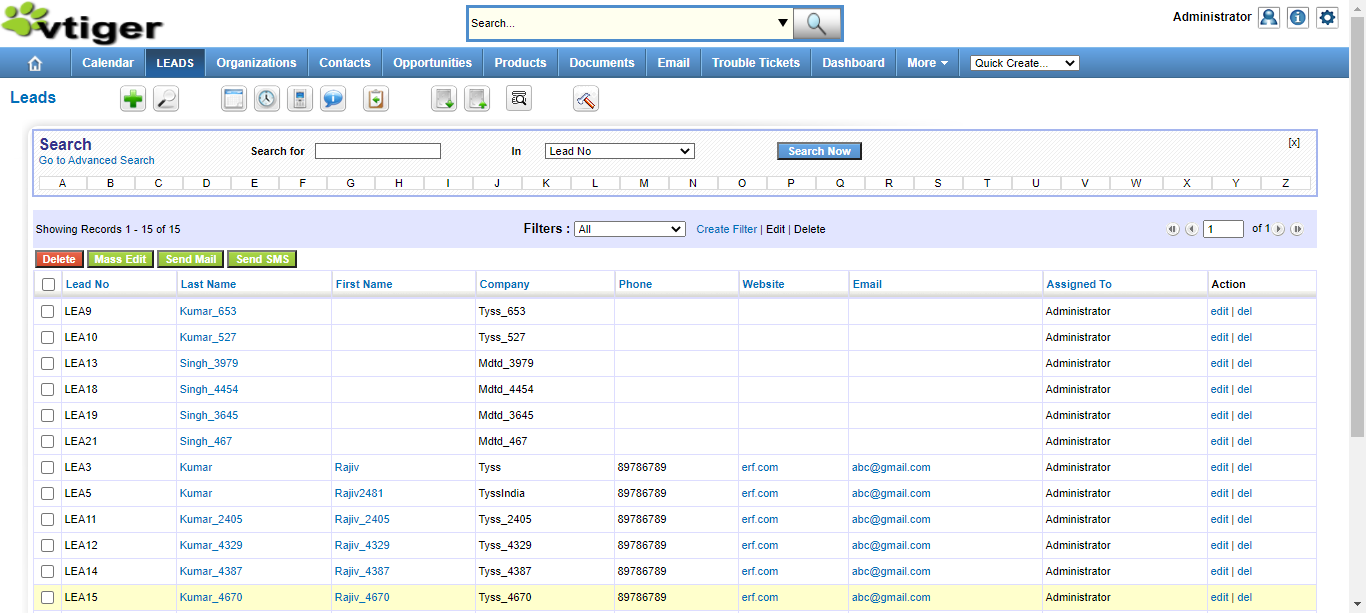 vtiger
Search...
Administrator
Calendar LEADS Organizations Contacts Opportunities Products Documents Email Trouble Tickets Dashboard More Quick Create...
Leads
Search
Go to Advanced Search
Search for In Lead No Search Now [x]
A B C D E F G H I J K L M N O P Q R S T U V W X Y Z
Showing Records 1 - 15 of 15 Filters : All Create Filter | Edit | Delete 1 of 1
Delete Mass Edit Send Mail Send SMS
Lead No Last Name First Name Company Phone Website Email Assigned To Action
LEA9 Kumar_653 Tyss_653 Administrator edit | del
LEA10 Kumar_527 Tyss_527 Administrator edit | del
LEA13 Singh_3979 Mdtd_3979 Administrator edit | del
LEA18 Singh_4454 Mdtd_4454 Administrator edit | del
LEA19 Singh_3645 Mdtd_3645 Administrator edit | del
LEA21 Singh_467 Mdtd_467 Administrator edit | del
LEA3 Kumar Rajiv Tyss 89786789 erf.com abc@gmail.com Administrator edit | del
LEA5 Kumar Rajiv2481 TyssIndia 89786789 erf.com abc@gmail.com Administrator edit | del
LEA11 Kumar_2405 Rajiv_2405 Tyss_2405 89786789 erf.com abc@gmail.com Administrator edit | del
LEA12 Kumar_4329 Rajiv_4329 Tyss_4329 89786789 erf.com abc@gmail.com Administrator edit | del
LEA14 Kumar_4387 Rajiv_4387 Tyss_4387 89786789 erf.com abc@gmail.com Administrator edit | del
LEA15 Kumar_4670 Rajiv_4670 Tyss_4670 89786789 erf.com abc@gmail.com Administrator edit | del